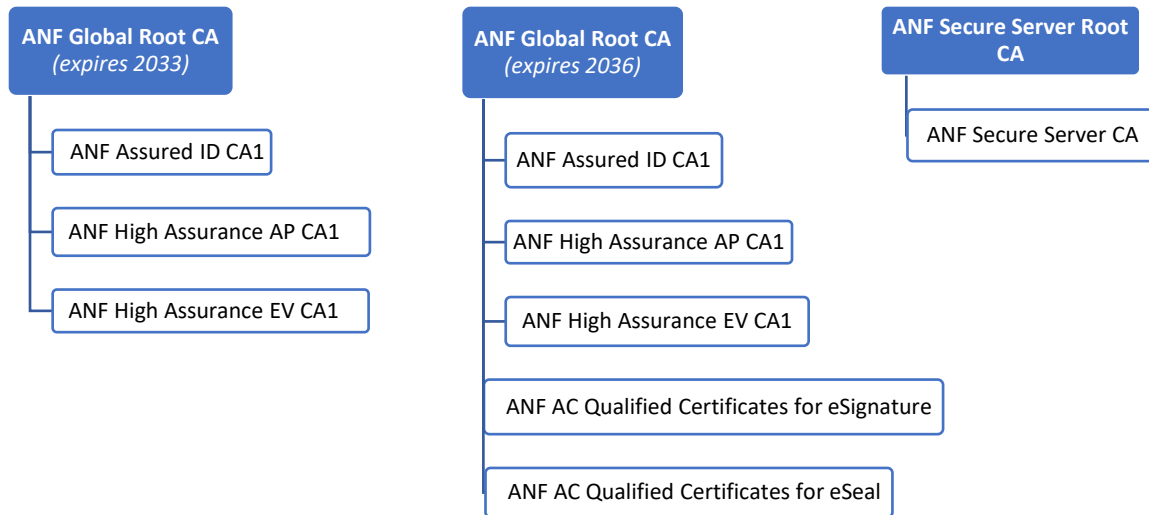 ANF Global Root CA
(expires 2033)
ANF Assured ID CA1
ANF High Assurance AP CA1
ANF High Assurance EV CA1
ANF Global Root CA
(expires 2036)
ANF Assured ID CA1
ANF High Assurance AP CA1
ANF High Assurance EV CA1
ANF AC Qualified Certificates for eSignature
ANF AC Qualified Certificates for eSeal
ANF Secure Server Root
CA
ANF Secure Server CA